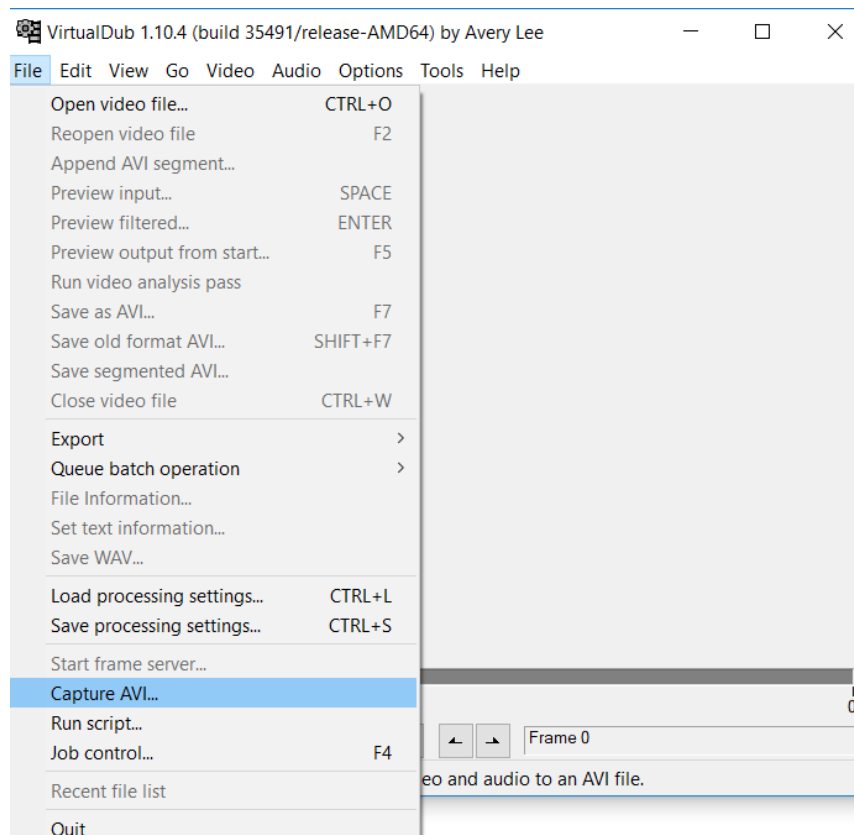 VirtualDub 1.10.4 (build 35491/release-AMD64) by Avery Lee
File Edit View Go Video Audio Options Tools Help
Open video file... CTRL+O
Reopen video file F2
Append AVI segment...
Preview input... SPACE
Preview filtered... ENTER
Preview output from start... F5
Run video analysis pass
Save as AVI... F7
Save old format AVI... SHIFT+F7
Save segmented AVI...
Close video file CTRL+W
Export
Queue batch operation
File Information...
Set text information...
Save WAV...
Load processing settings... CTRL+L
Save processing settings... CTRL+S
Start frame server...
Capture AVI...
Run script...
Job control... F4
Recent file list
Quit
Frame 0
eo and audio to an AVI file.